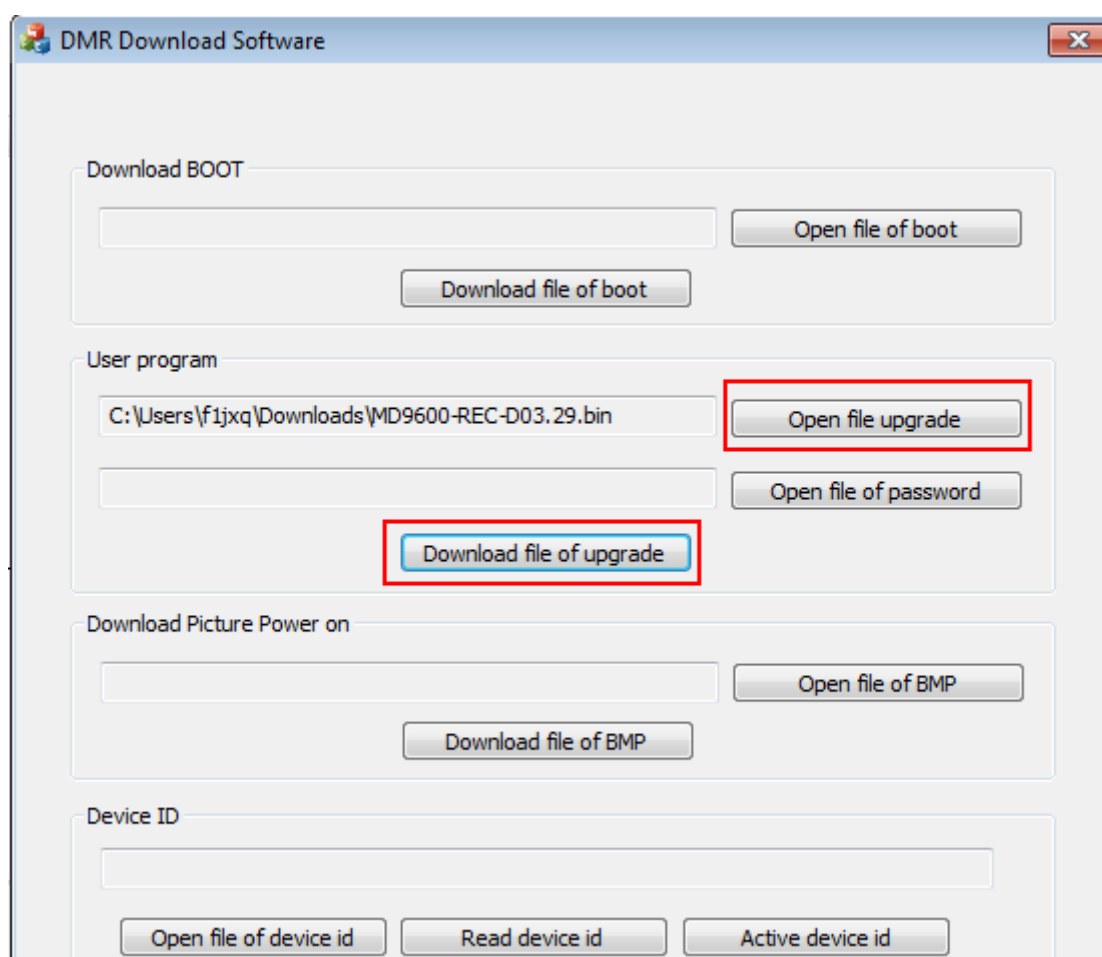 DMR Download Software
Download BOOT
Open file of boot
Download file of boot
User program
C:\Users\f1jxq\Downloads\MD9600-REC-D03.29.bin
Open file upgrade
Open file of password
Download file of upgrade
Download Picture Power on
Open file of BMP
Download file of BMP
Device ID
Open file of device id
Read device id
Active device id